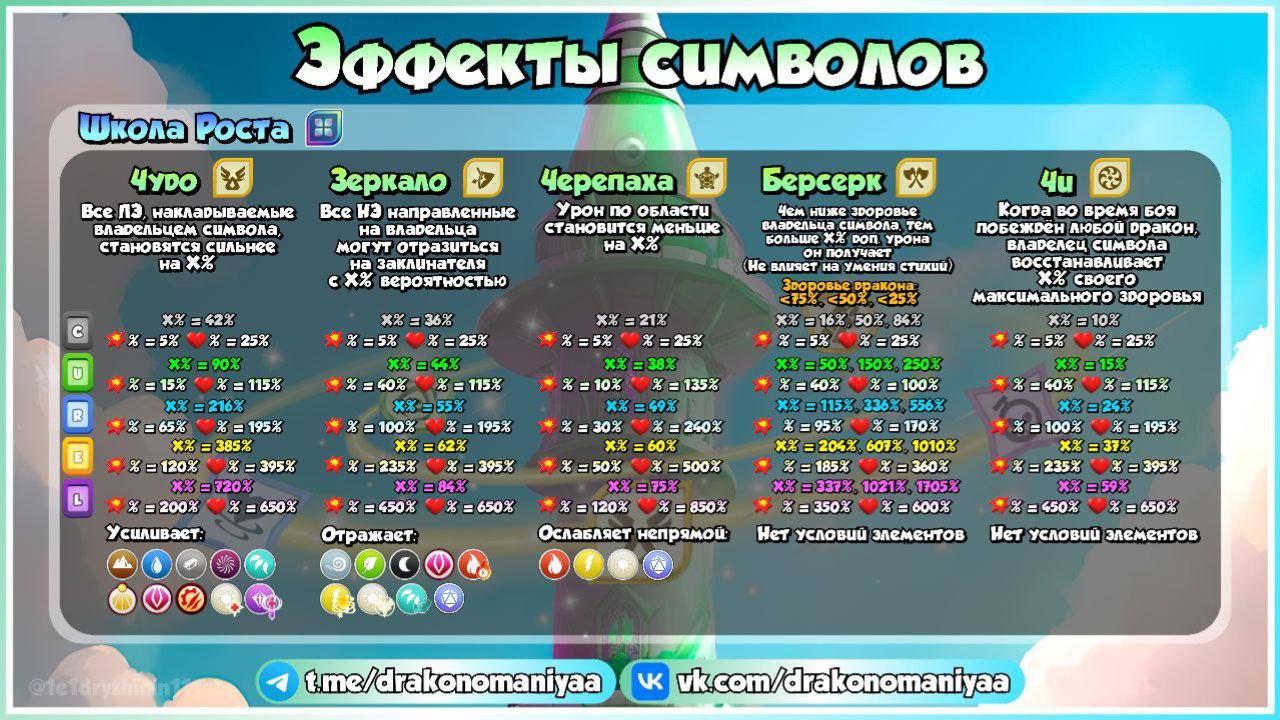 Эффекты символов
Школа Роста
Чудо
Все ПЭ, накладываемые
владельцем символа,
становятся сильнее
на X%
Зеркало
Все НЭ направленные
на владельца
могут отразиться
на заклинателя
с X% вероятностью
Черепаха
Урон по области
становится меньше
на X%
Берсерк
Чем ниже здоровье
владельца символа, тем
больше X% доп. урона
он получает
(Не влияет на умения стихий)
Здоровье дракона:
<75%, <50%, <25%
Чи
Когда во время боя
побежден любой дракон,
владелец символа
восстанавливает
X% своего
максимального здоровья
C
X% = 42%
% = 5% % = 25%
X% = 36%
% = 5% % = 25%
X% = 21%
% = 5% % = 25%
X% = 16%, 50%, 84%
% = 5% % = 25%
X% = 10%
% = 5% % = 25%
U
X% = 90%
% = 15% % = 115%
X% = 44%
% = 40% % = 115%
X% = 38%
% = 10% % = 135%
X% = 50%, 150%, 250%
% = 40% % = 100%
X% = 15%
% = 40% % = 115%
R
X% = 216%
% = 65% % = 195%
X% = 55%
% = 100% % = 195%
X% = 49%
% = 30% % = 240%
X% = 115%, 336%, 556%
% = 95% % = 170%
X% = 24%
% = 100% % = 195%
E
X% = 385%
% = 120% % = 395%
X% = 62%
% = 235% % = 395%
X% = 60%
% = 50% % = 500%
X% = 204%, 607%, 1010%
% = 185% % = 360%
X% = 37%
% = 235% % = 395%
L
X% = 720%
% = 200% % = 650%
X% = 84%
% = 450% % = 650%
X% = 75%
% = 120% % = 850%
X% = 337%, 1021%, 1705%
% = 350% % = 600%
X% = 59%
% = 450% % = 650%
Усиливает:
Отражает:
Ослабляет непрямой:
Нет условий элементов
Нет условий элементов
t.me/drakonomaniyaa
vk.com/drakonomaniyaa